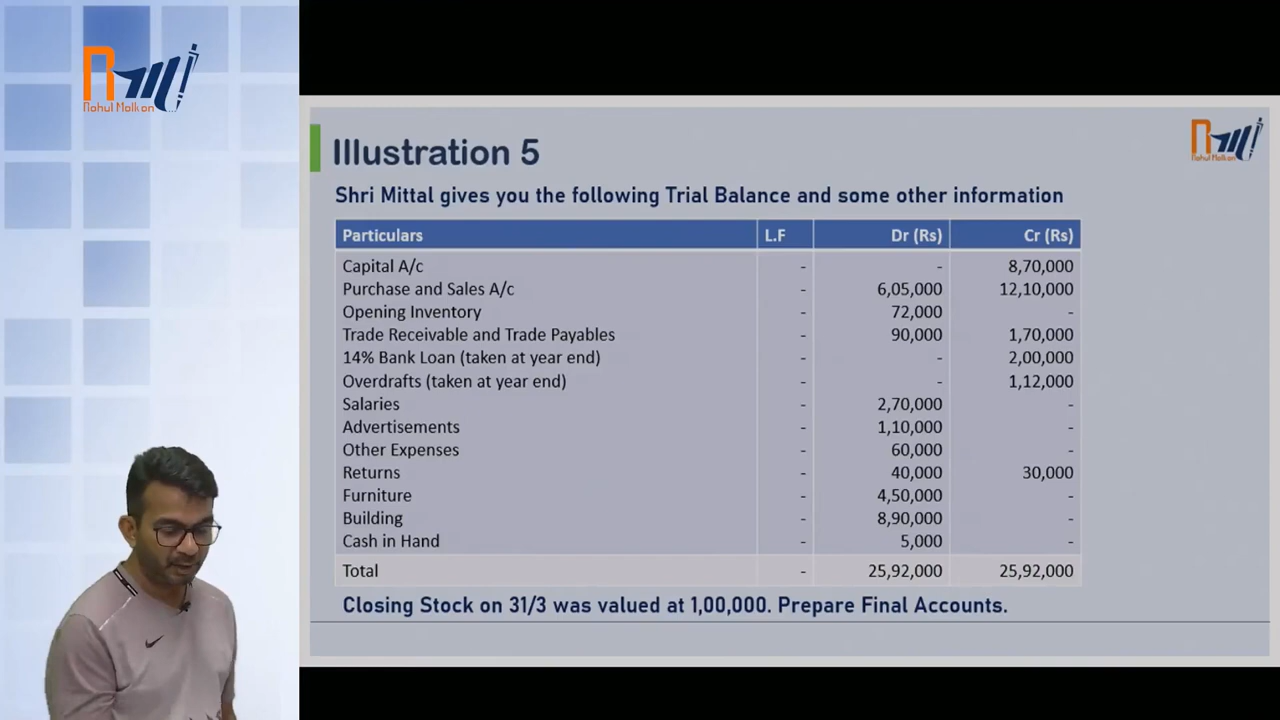 Rahul Malkan
Rahul Malkan
Illustration 5
Shri Mittal gives you the following Trial Balance and some other information
Particulars L.F Dr (Rs) Cr (Rs)
Capital A/c - - 8,70,000
Purchase and Sales A/c - 6,05,000 12,10,000
Opening Inventory - 72,000 -
Trade Receivable and Trade Payables - 90,000 1,70,000
14% Bank Loan (taken at year end) - - 2,00,000
Overdrafts (taken at year end) - - 1,12,000
Salaries - 2,70,000 -
Advertisements - 1,10,000 -
Other Expenses - 60,000 -
Returns - 40,000 30,000
Furniture - 4,50,000 -
Building - 8,90,000 -
Cash in Hand - 5,000 -
Total - 25,92,000 25,92,000
Closing Stock on 31/3 was valued at 1,00,000. Prepare Final Accounts.